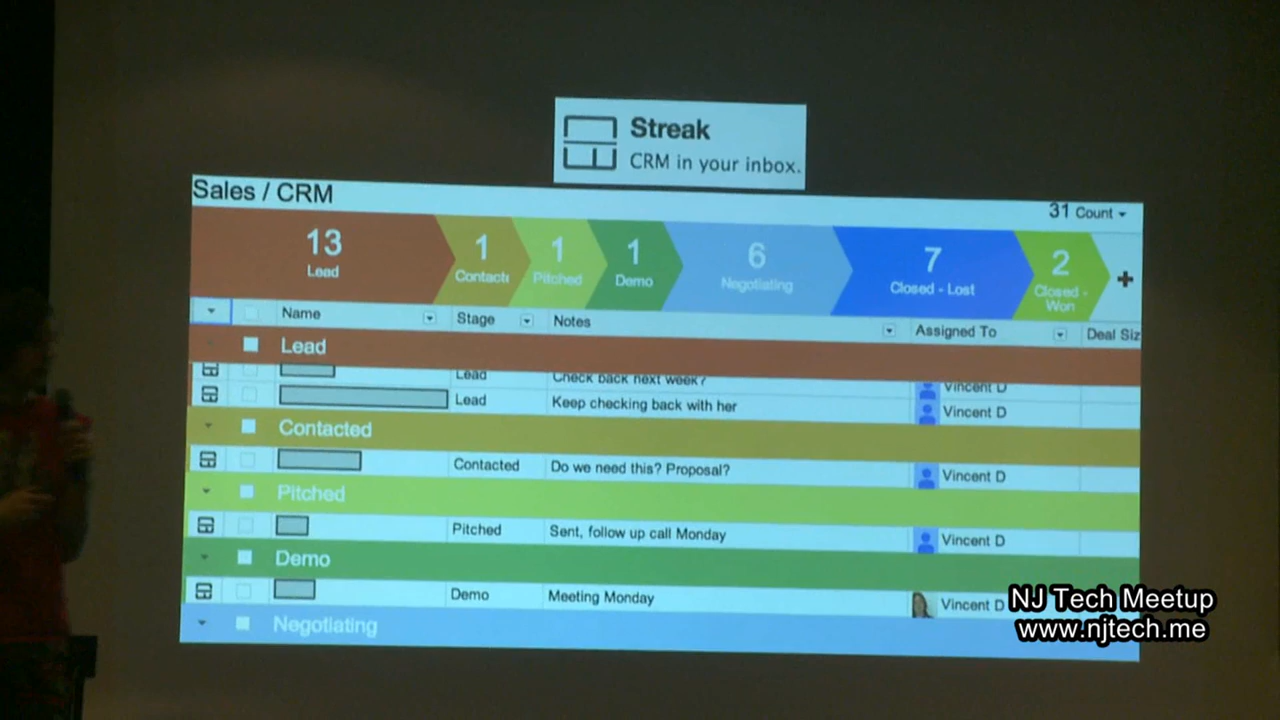 Streak
CRM in your inbox.
Sales / CRM
31 Count
13
Lead
1
Contacte
1
Pitched
1
Demo
6
Negotiating
7
Closed - Lost
2
Closed -
Won
Name Stage Notes Assigned To Deal Siz
Lead
Lead Check back next week? Vincent D
Lead Keep checking back with her Vincent D
Contacted
Contacted Do we need this? Proposal? Vincent D
Pitched
Pitched Sent, follow up call Monday Vincent D
Demo
Demo Meeting Monday Vincent D
Negotiating
NJ Tech Meetup
www.njtech.me